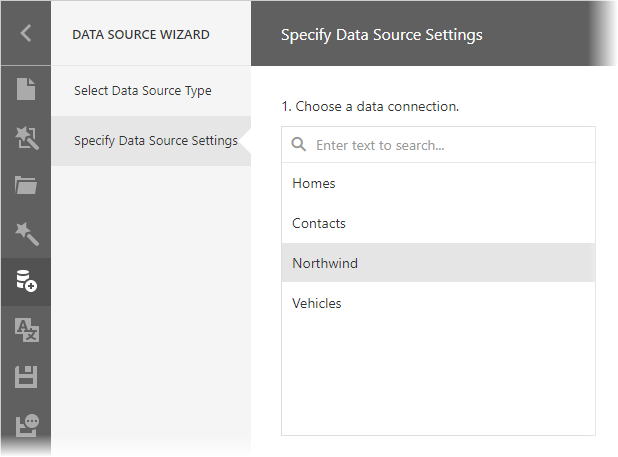 DATA SOURCE WIZARD
Specify Data Source Settings
Select Data Source Type
Specify Data Source Settings
1. Choose a data connection.
Enter text to search...
Homes
Contacts
Northwind
Vehicles